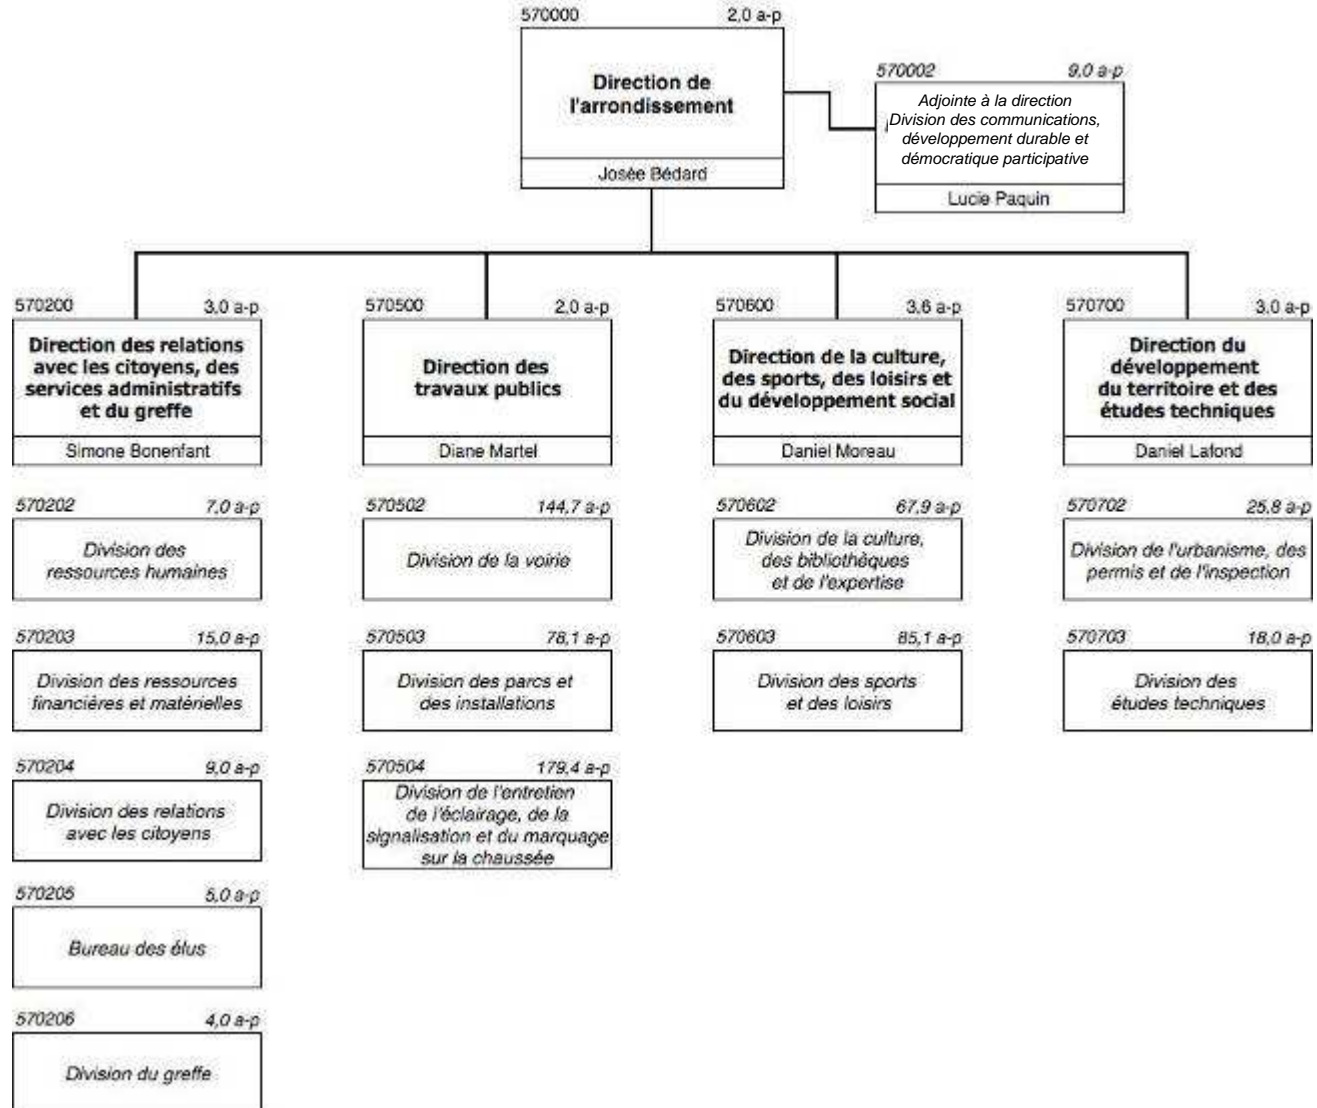 570000 2,0 a-p
Direction de
l'arrondissement
Josée Bédard
570002 9,0 a-p
Adjointe à la direction
Division des communications,
développement durable et
démocratique participative
Lucie Paquin
570200 3,0 a-p
Direction des relations
avec les citoyens, des
services administratifs
et du greffe
Simone Bonenfant
570202 7,0 a-p
Division des
ressources humaines
570203 15,0 a-p
Division des ressources
financières et matérielles
570204 9,0 a-p
Division des relations
avec les citoyens
570205 5,0 a-p
Bureau des élus
570206 4,0 a-p
Division du greffe
570500 2,0 a-p
Direction des
travaux publics
Diane Martel
570502 144,7 a-p
Division de la voirie
570503 78,1 a-p
Division des parcs et
des installations
570504 179,4 a-p
Division de l'entretien
de l'éclairage, de la
signalisation et du marquage
sur la chaussée
570600 3,6 a-p
Direction de la culture,
des sports, des loisirs et
du développement social
Daniel Moreau
570602 67,9 a-p
Division de la culture,
des bibliothèques
et de l'expertise
570603 85,1 a-p
Division des sports
et des loisirs
570700 3,0 a-p
Direction du
développement
du territoire et des
études techniques
Daniel Lafond
570702 25,8 a-p
Division de l'urbanisme, des
permis et de l'inspection
570703 18,0 a-p
Division des
études techniques